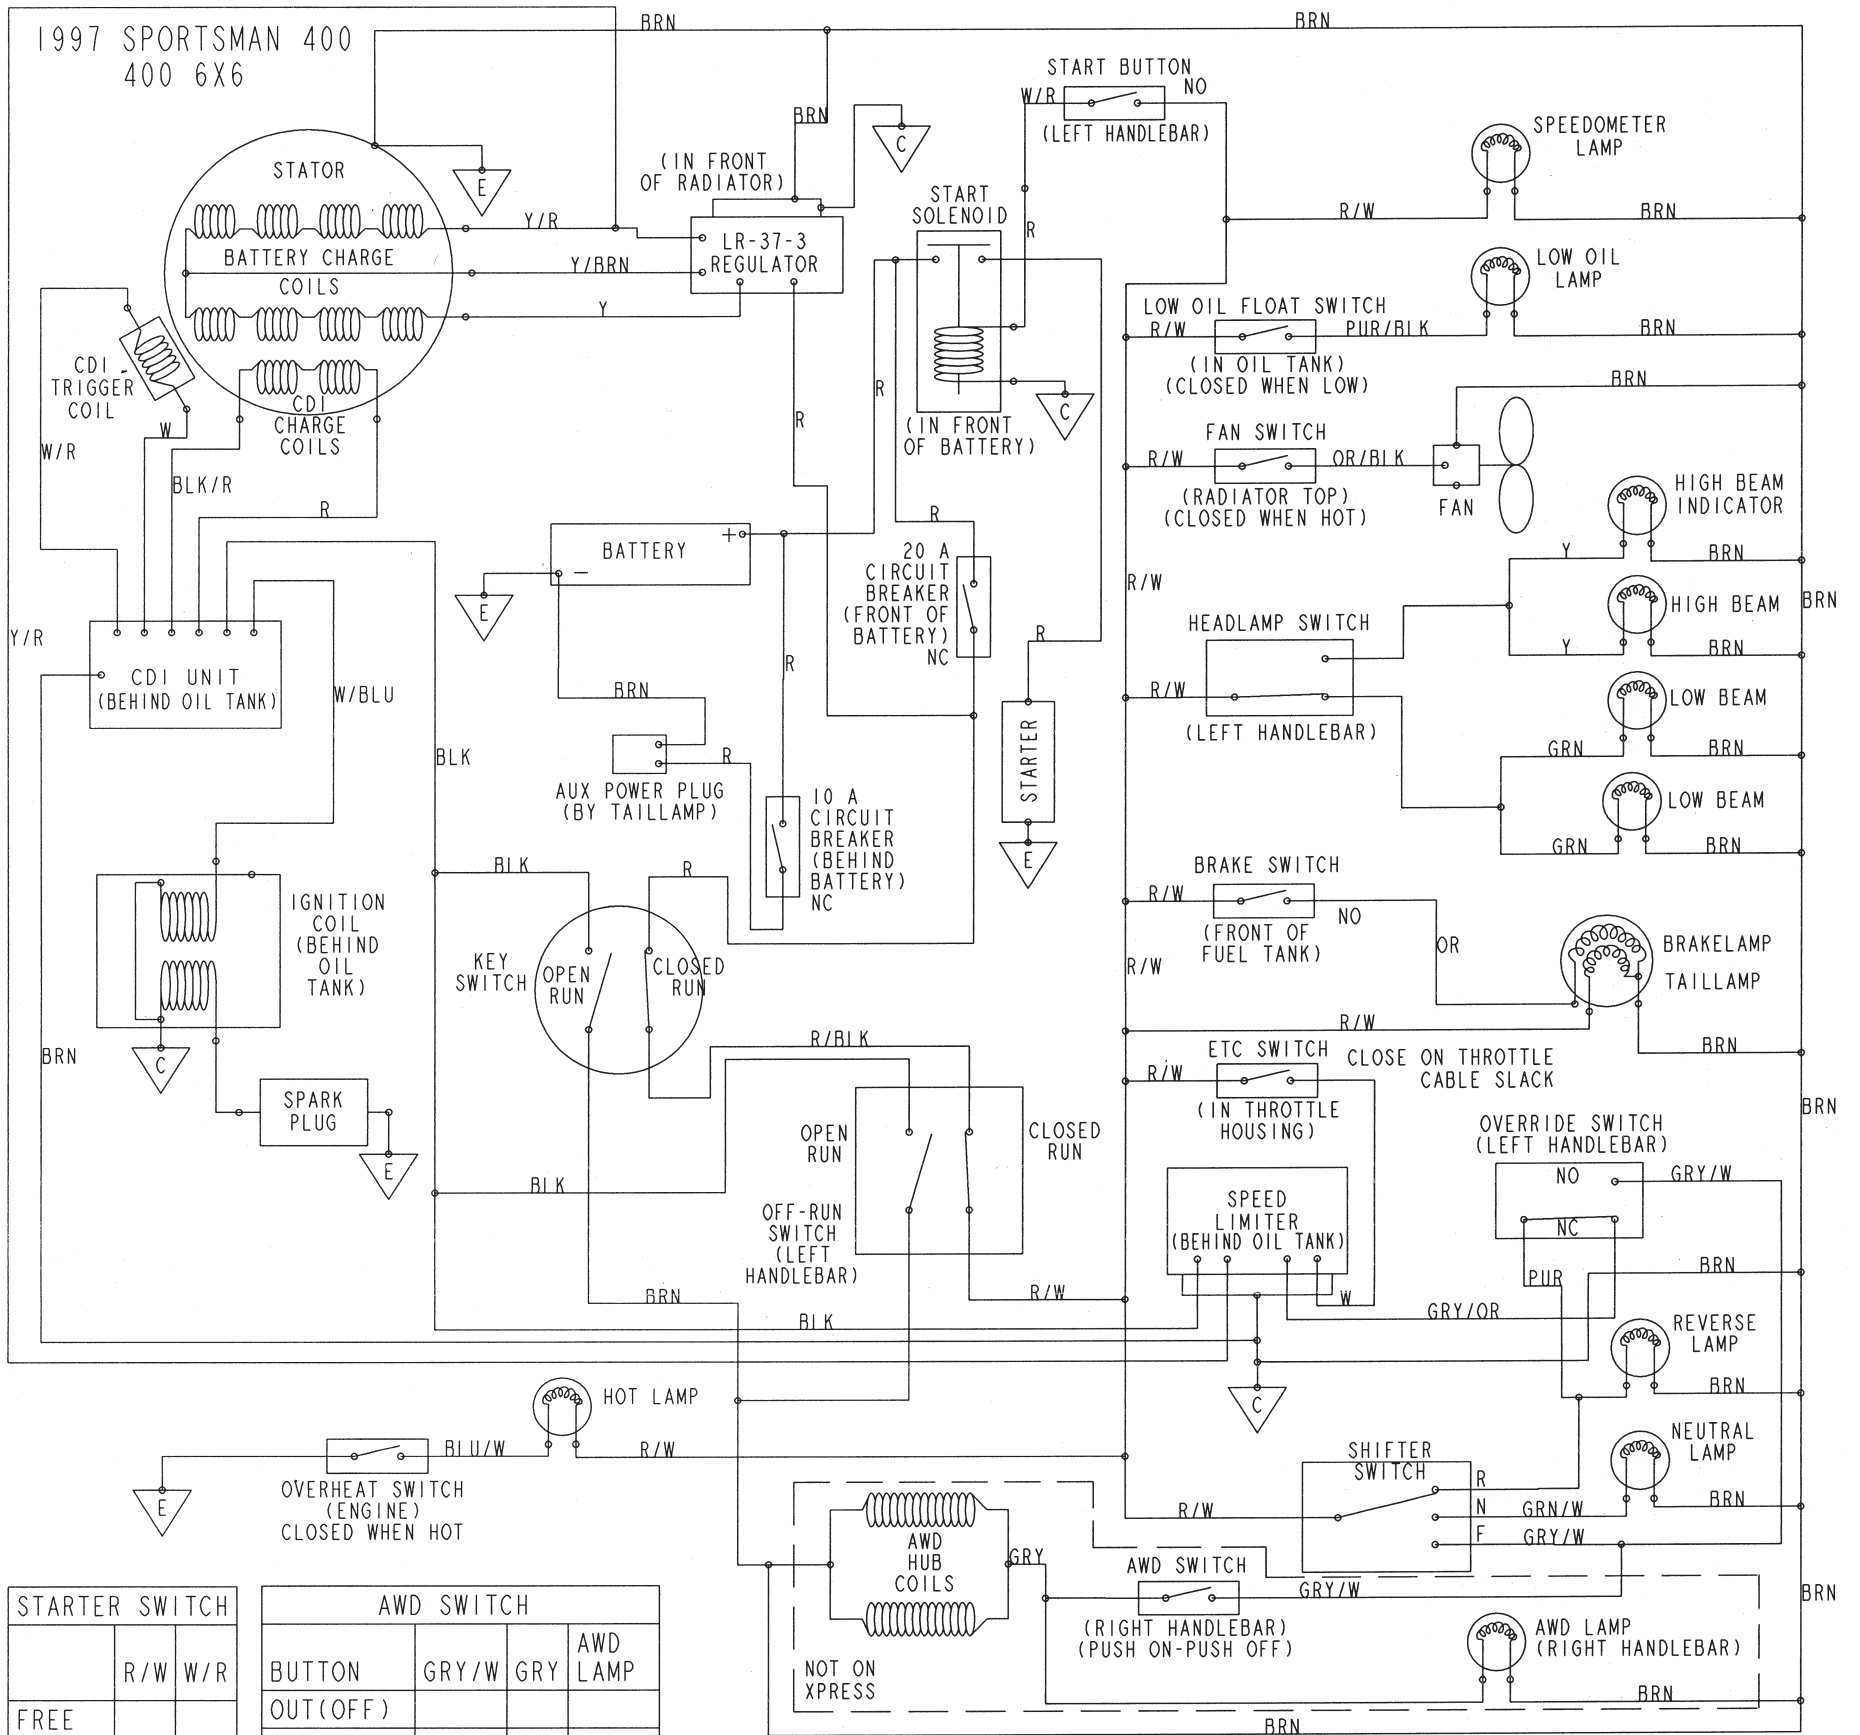 1997 SPORTSMAN 400
400 6X6
BRN
BRN
START BUTTON
NO
W/R
(LEFT HANDLEBAR)
BRN
C
SPEEDOMETER
LAMP
STATOR
E
(IN FRONT
OF RADIATOR)
START
SOLENOID
R/W
BRN
Y/R
R
LR-37-3
REGULATOR
BATTERY CHARGE
COILS
Y/BRN
Y
LOW OIL
LAMP
LOW OIL FLOAT SWITCH
R/W
PUR/BLK
BRN
(IN OIL TANK)
(CLOSED WHEN LOW)
CDI
TRIGGER
COIL
CDI
CHARGE
COILS
R
R
C
(IN FRONT
OF BATTERY)
BRN
W
W/R
BLK/R
R
FAN SWITCH
R/W
OR/BLK
(RADIATOR TOP)
(CLOSED WHEN HOT)
FAN
HIGH BEAM
INDICATOR
BATTERY
+
-
R
E
20 A
CIRCUIT
BREAKER
(FRONT OF
BATTERY)
NC
Y
BRN
R/W
HIGH BEAM
BRN
Y/R
CDI UNIT
(BEHIND OIL TANK)
W/BLU
R
R
HEADLAMP SWITCH
Y
BRN
R/W
(LEFT HANDLEBAR)
LOW BEAM
BRN
GRN
BRN
BLK
R
AUX POWER PLUG
(BY TAILLAMP)
STARTER
10 A
CIRCUIT
BREAKER
(BEHIND
BATTERY)
NC
LOW BEAM
GRN
BRN
E
BLK
R
BRAKE SWITCH
R/W
NO
(FRONT OF
FUEL TANK)
IGNITION
COIL
(BEHIND
OIL
TANK)
KEY
SWITCH
OPEN
RUN
CLOSED
RUN
R/W
OR
BRAKELAMP
TAILLAMP
R/W
BRN
BRN
C
R/BLK
ETC SWITCH
CLOSE ON THROTTLE
CABLE SLACK
R/W
(IN THROTTLE
HOUSING)
SPARK
PLUG
E
OPEN
RUN
CLOSED
RUN
BRN
OVERRIDE SWITCH
(LEFT HANDLEBAR)
NO
GRY/W
NC
BLK
OFF-RUN
SWITCH
(LEFT
HANDLEBAR)
SPEED
LIMITER
(BEHIND OIL TANK)
BRN
PUR
BRN
R/W
W
GRY/OR
BLK
REVERSE
LAMP
BRN
HOT LAMP
C
BLU/W
R/W
NEUTRAL
LAMP
SHIFTER
SWITCH
E
OVERHEAT SWITCH
(ENGINE)
CLOSED WHEN HOT
R/W
R
N
F
GRN/W
BRN
GRY/W
AWD
HUB
COILS
GRY
AWD SWITCH
GRY/W
BRN
(RIGHT HANDLEBAR)
(PUSH ON-PUSH OFF)
AWD LAMP
(RIGHT HANDLEBAR)
NOT ON
XPRESS
BRN
BRN
STARTER SWITCH
R/W W/R
FREE
AWD SWITCH
BUTTON GRY/W GRY AWD LAMP
OUT(OFF)